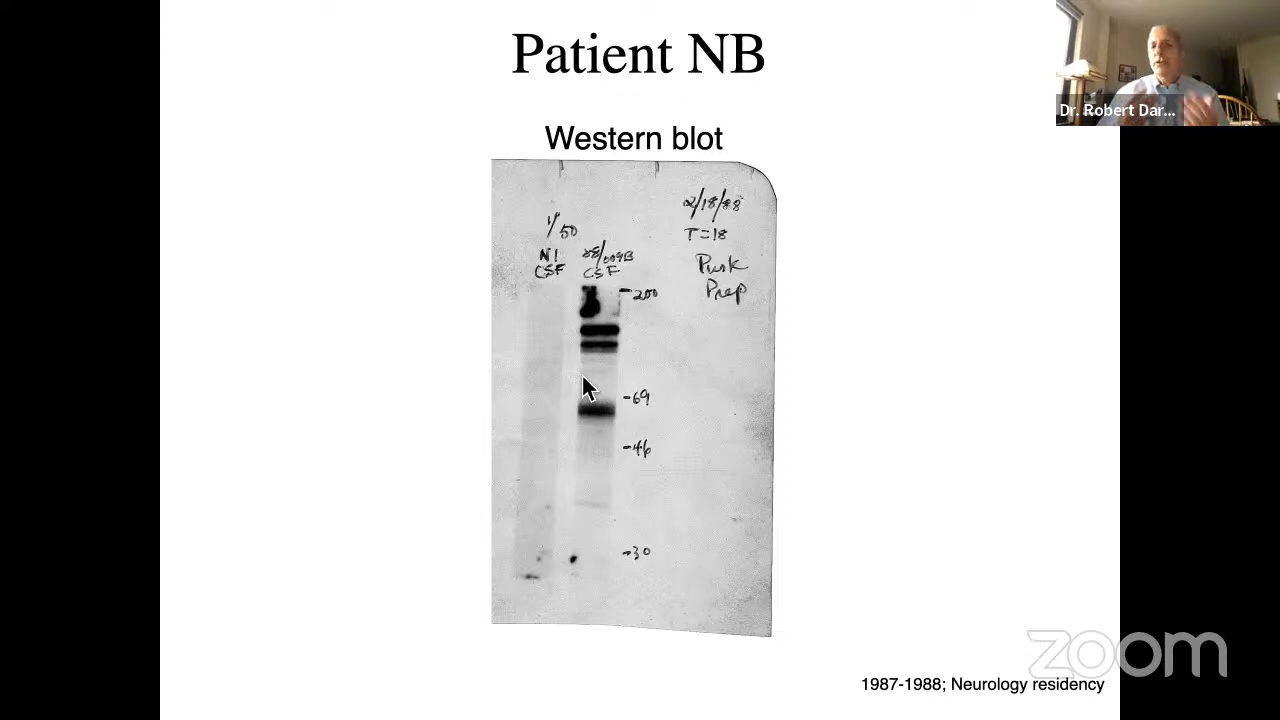 Patient NB
Dr. Robert Dar...
Western blot
2/18/88
T=18
Purk
Prep
1/50
Nl
CSF
88/009B
CSF
-200
-69
-46
-30
zoom
1987-1988; Neurology residency